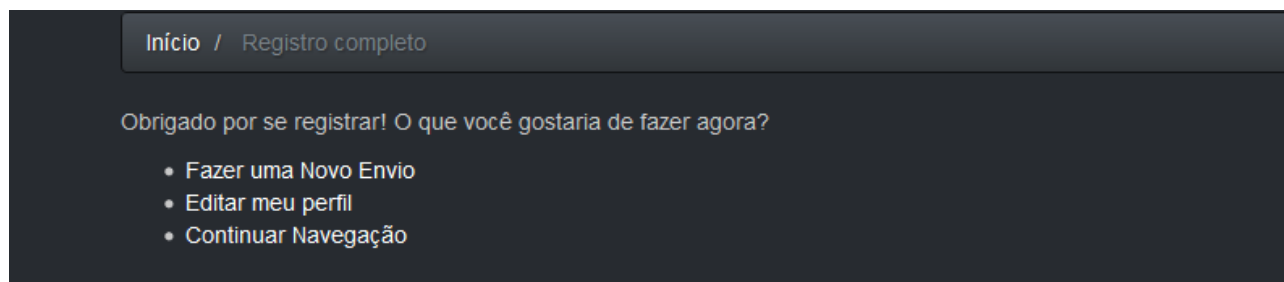 Início / Registro completo
Obrigado por se registrar! O que você gostaria de fazer agora?
• Fazer uma Novo Envio
• Editar meu perfil
• Continuar Navegação